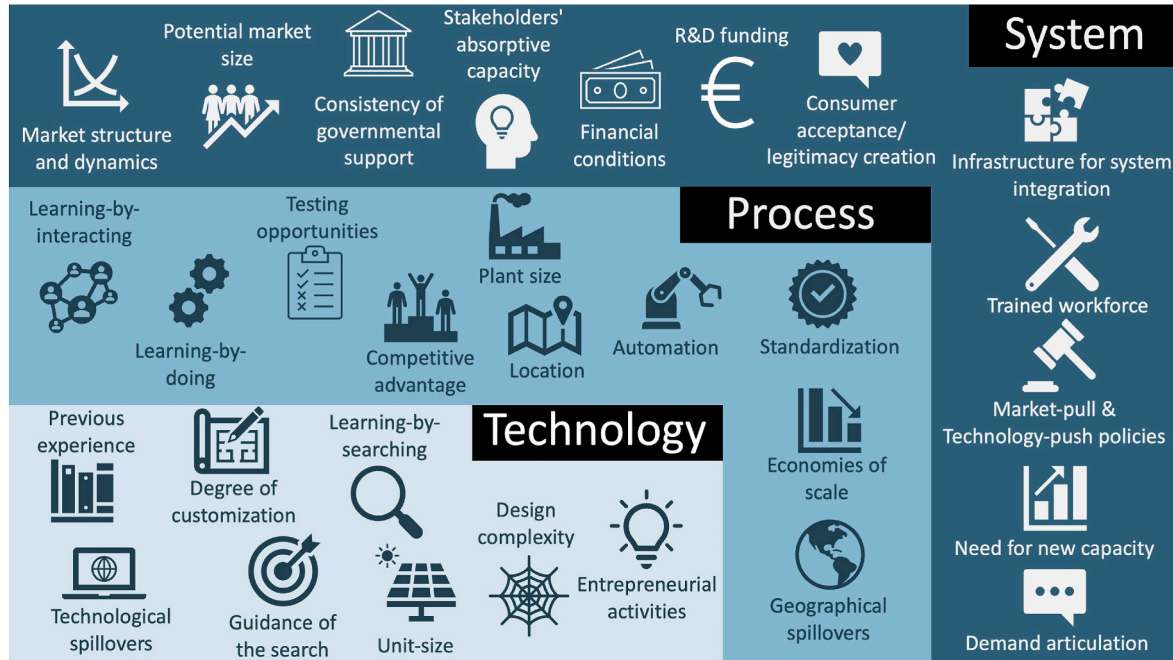 System
Market structure
and dynamics
Potential market
size
Consistency of
governmental
support
Stakeholders'
absorptive
capacity
Financial
conditions
R&D funding
€
Consumer
acceptance/
legitimacy creation
Infrastructure for system
integration
Trained workforce
Market-pull &
Technology-push policies
Need for new capacity
Demand articulation
Process
Learning-by-
interacting
Learning-by-
doing
Testing
opportunities
Competitive
advantage
Plant size
Location
Automation
Standardization
Economies of
scale
Geographical
spillovers
Technology
Previous
experience
Degree of
customization
Learning-by-
searching
Design
complexity
Entrepreneurial
activities
Technological
spillovers
Guidance of
the search
Unit-size